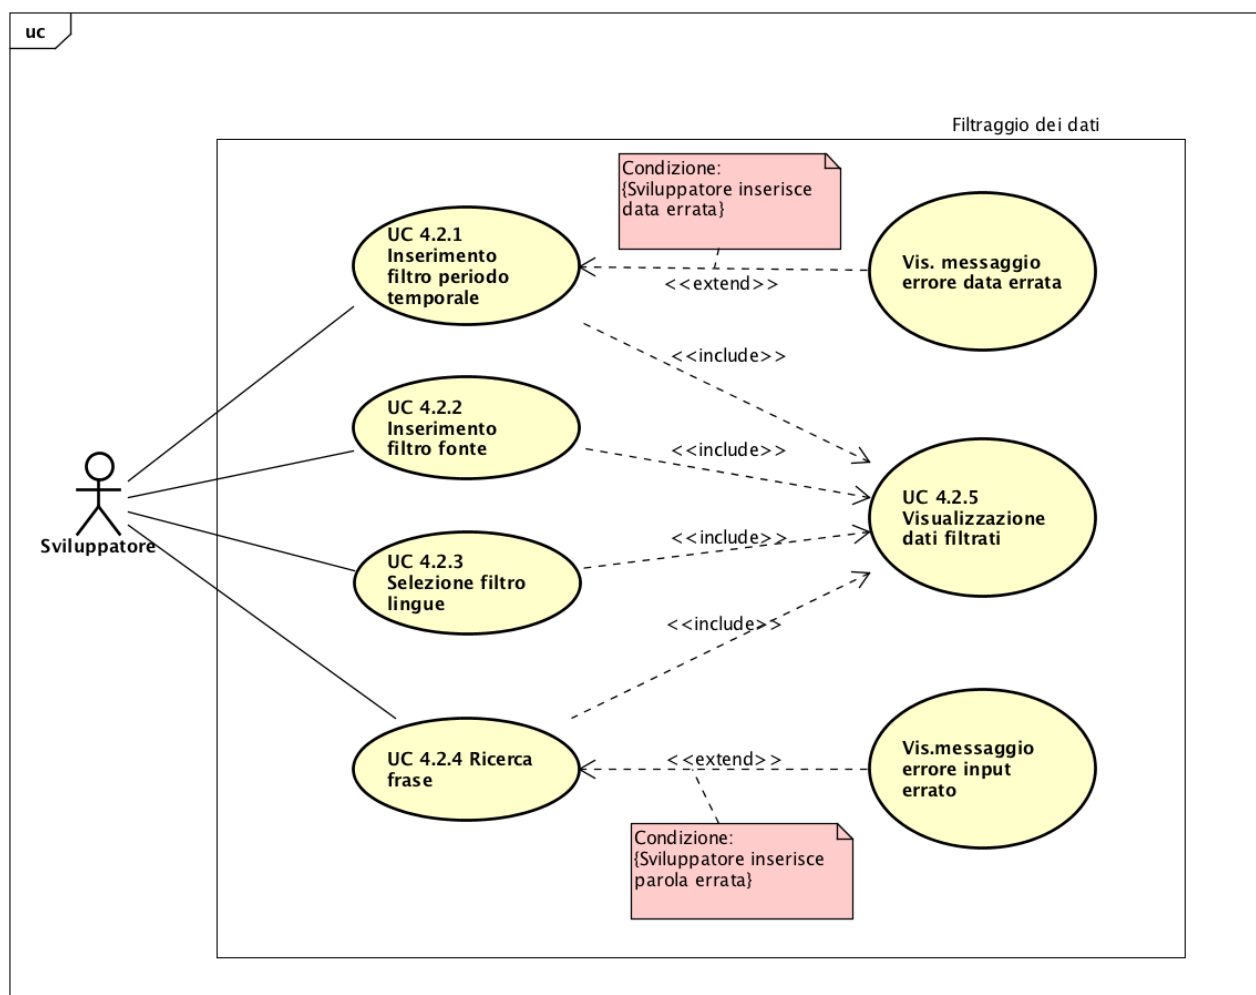 uc
Filtraggio dei dati
Condizione:
{Sviluppatore inserisce
data errata}
UC 4.2.1
Inserimento
filtro periodo
temporale
<<extend>>
Vis. messaggio
errore data errata
<<include>>
UC 4.2.2
Inserimento
filtro fonte
<<include>>
UC 4.2.5
Visualizzazione
dati filtrati
Sviluppatore
UC 4.2.3
Selezione filtro
lingue
<<include>>
<<include>>
UC 4.2.4 Ricerca
frase
<<extend>>
Vis.messaggio
errore input
errato
Condizione:
{Sviluppatore inserisce
parola errata}